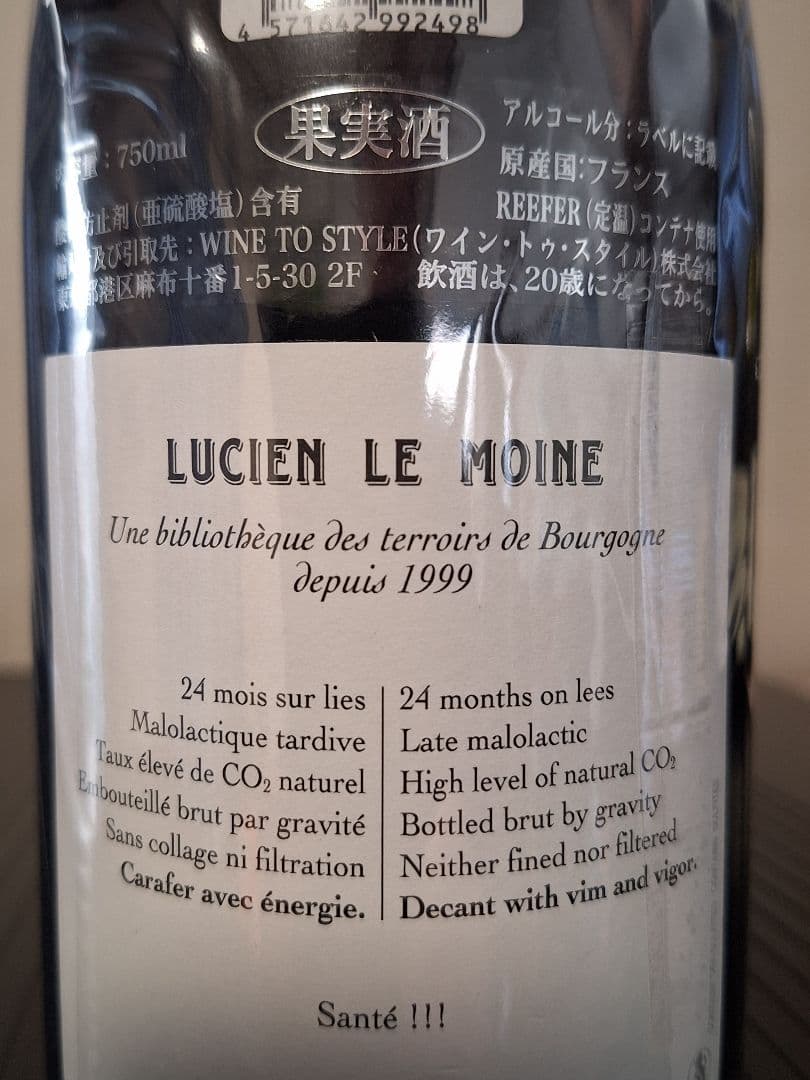 4 571642 992498
果実酒
: 750ml
アルコール分:ラベルに記載
原産国:フランス
防止剤(亜硫酸塩)含有
REEFER(定温)コンテナ使用
及び引取先:WINE TO STYLE(ワイン・トゥ・スタイル)株式会社
東京都港区麻布十番1-5-30 2F
飲酒は、20歳になってから。
LUCIEN LE MOINE
Une bibliothèque des terroirs de Bourgogne
depuis 1999
24 mois sur lies
Malolactique tardive
Taux élevé de CO₂ naturel
Embouteillé brut par gravité
Sans collage ni filtration
Carafer avec énergie.
24 months on lees
Late malolactic
High level of natural CO₂
Bottled brut by gravity
Neither fined nor filtered
Decant with vim and vigor.
Santé !!!